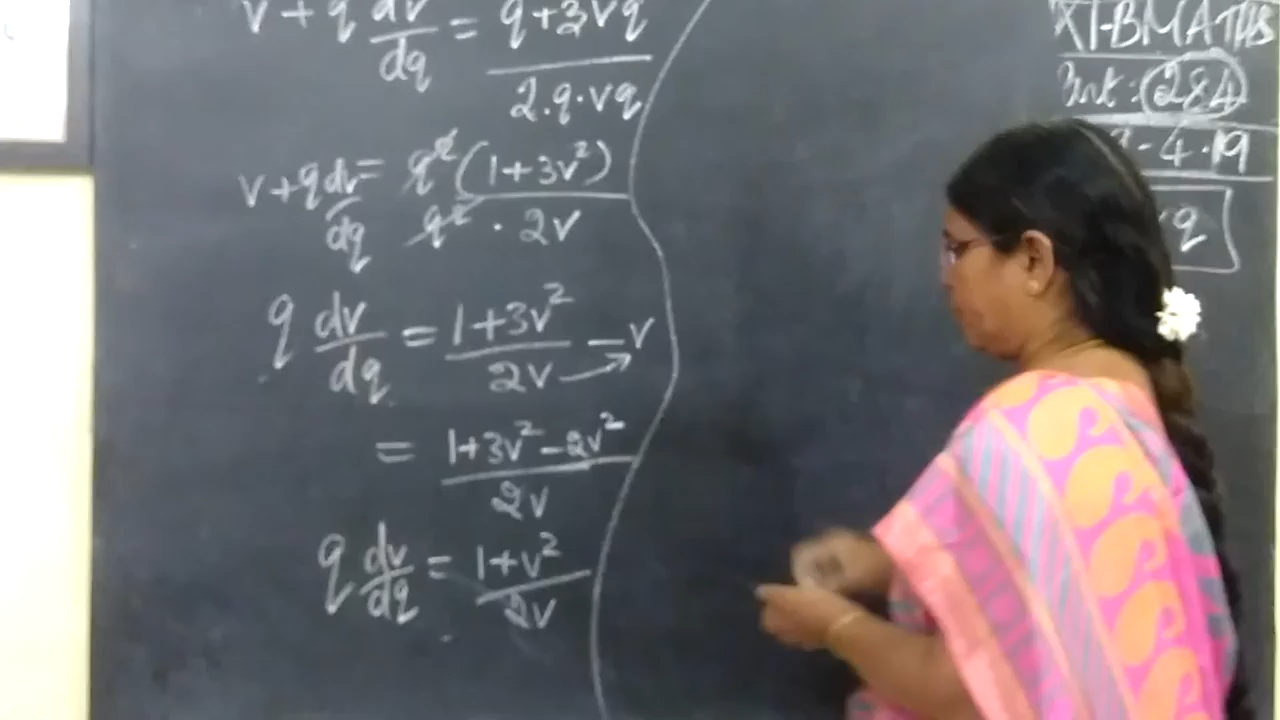 v + q dv/dq = q + 3vq / 2.q.vq
v + q dv/dq = q²(1+3v²) / q² · 2v
q dv/dq = 1+3v² / 2v – v
= 1+3v² – 2v² / 2v
q dv/dq = 1+v² / 2v
XI-B MATHS
284
-4-19
q